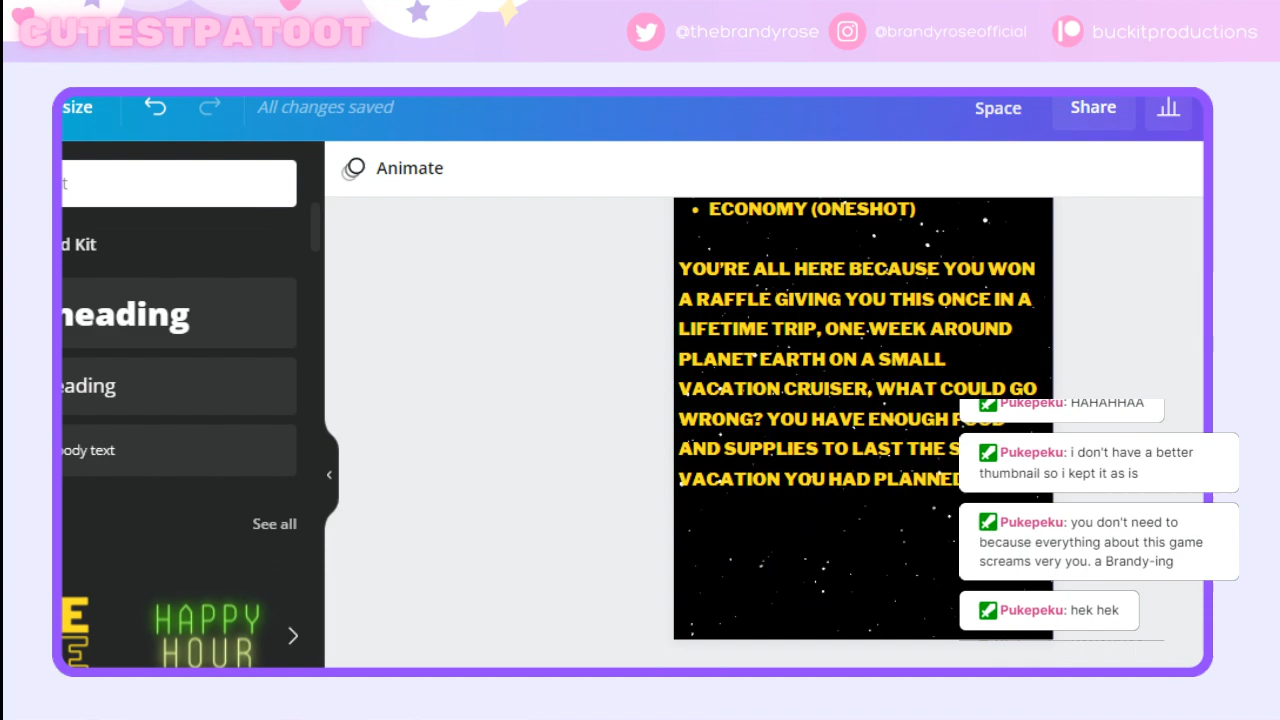 CUTESTPATOOT
@thebrandyrose
@brandyroseofficial
buckitproductions
size
All changes saved
Space
Share
Animate
t
d Kit
heading
eading
body text
See all
E
HAPPY
HOUR
• ECONOMY (ONESHOT)
YOU'RE ALL HERE BECAUSE YOU WON
A RAFFLE GIVING YOU THIS ONCE IN A
LIFETIME TRIP, ONE WEEK AROUND
PLANET EARTH ON A SMALL
VACATION CRUISER, WHAT COULD GO
WRONG? YOU HAVE ENOUGH FOOD
AND SUPPLIES TO LAST THE S
VACATION YOU HAD PLANNED
Pukepeku: HAHAHHAA
Pukepeku: i don't have a better
thumbnail so i kept it as is
Pukepeku: you don't need to
because everything about this game
screams very you. a Brandy-ing
Pukepeku: hek hek